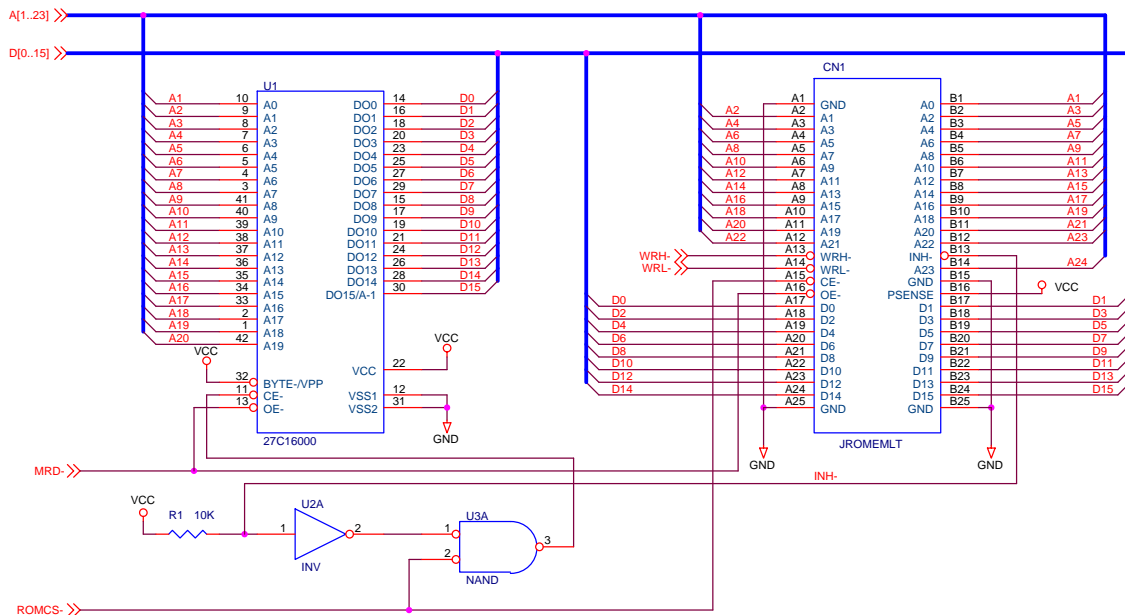 A[1..23]
D[0..15]
U1
A1 10 A0 DO0 14 D0
A2 9 A1 DO1 16 D1
A3 8 A2 DO2 18 D2
A4 7 A3 DO3 20 D3
A5 6 A4 DO4 23 D4
A6 5 A5 DO5 25 D5
A7 4 A6 DO6 27 D6
A8 3 A7 DO7 29 D7
A9 41 A8 DO8 15 D8
A10 40 A9 DO9 17 D9
A11 39 A10 DO10 19 D10
A12 38 A11 DO11 21 D11
A13 37 A12 DO12 24 D12
A14 36 A13 DO13 26 D13
A15 35 A14 DO14 28 D14
A16 34 A15 DO15/A-1 30 D15
A17 33 A16
A18 2 A17
A19 1 A18
A20 42 A19
VCC
VCC 22 VCC
32 BYTE-/VPP
11 CE- VSS1 12
13 OE- VSS2 31
GND
27C16000
CN1
A1 GND A0 B1 A1
A2 A2 A1 A2 B2 A3
A4 A3 A3 A4 B3 A5
A6 A4 A5 A6 B4 A7
A8 A5 A7 A8 B5 A9
A10 A6 A9 A10 B6 A11
A12 A7 A11 A12 B7 A13
A14 A8 A13 A14 B8 A15
A16 A9 A15 A16 B9 A17
A18 A10 A17 A18 B10 A19
A20 A11 A19 A20 B11 A21
A22 A12 A21 A22 B12 A23
WRH- A13 WRH- INH- B13
WRL- A14 WRL- A23 B14 A24
A15 CE- GND B15
A16 OE- PSENSE B16 VCC
D0 A17 D0 D1 B17 D1
D2 A18 D2 D3 B18 D3
D4 A19 D4 D5 B19 D5
D6 A20 D6 D7 B20 D7
D8 A21 D8 D9 B21 D9
D10 A22 D10 D11 B22 D11
D12 A23 D12 D13 B23 D13
D14 A24 D14 D15 B24 D15
A25 GND GND B25
JROMEMLT
GND GND
MRD-
INH-
VCC
R1 10K
U2A
1 2
INV
U3A
1
2
3
NAND
ROMCS-